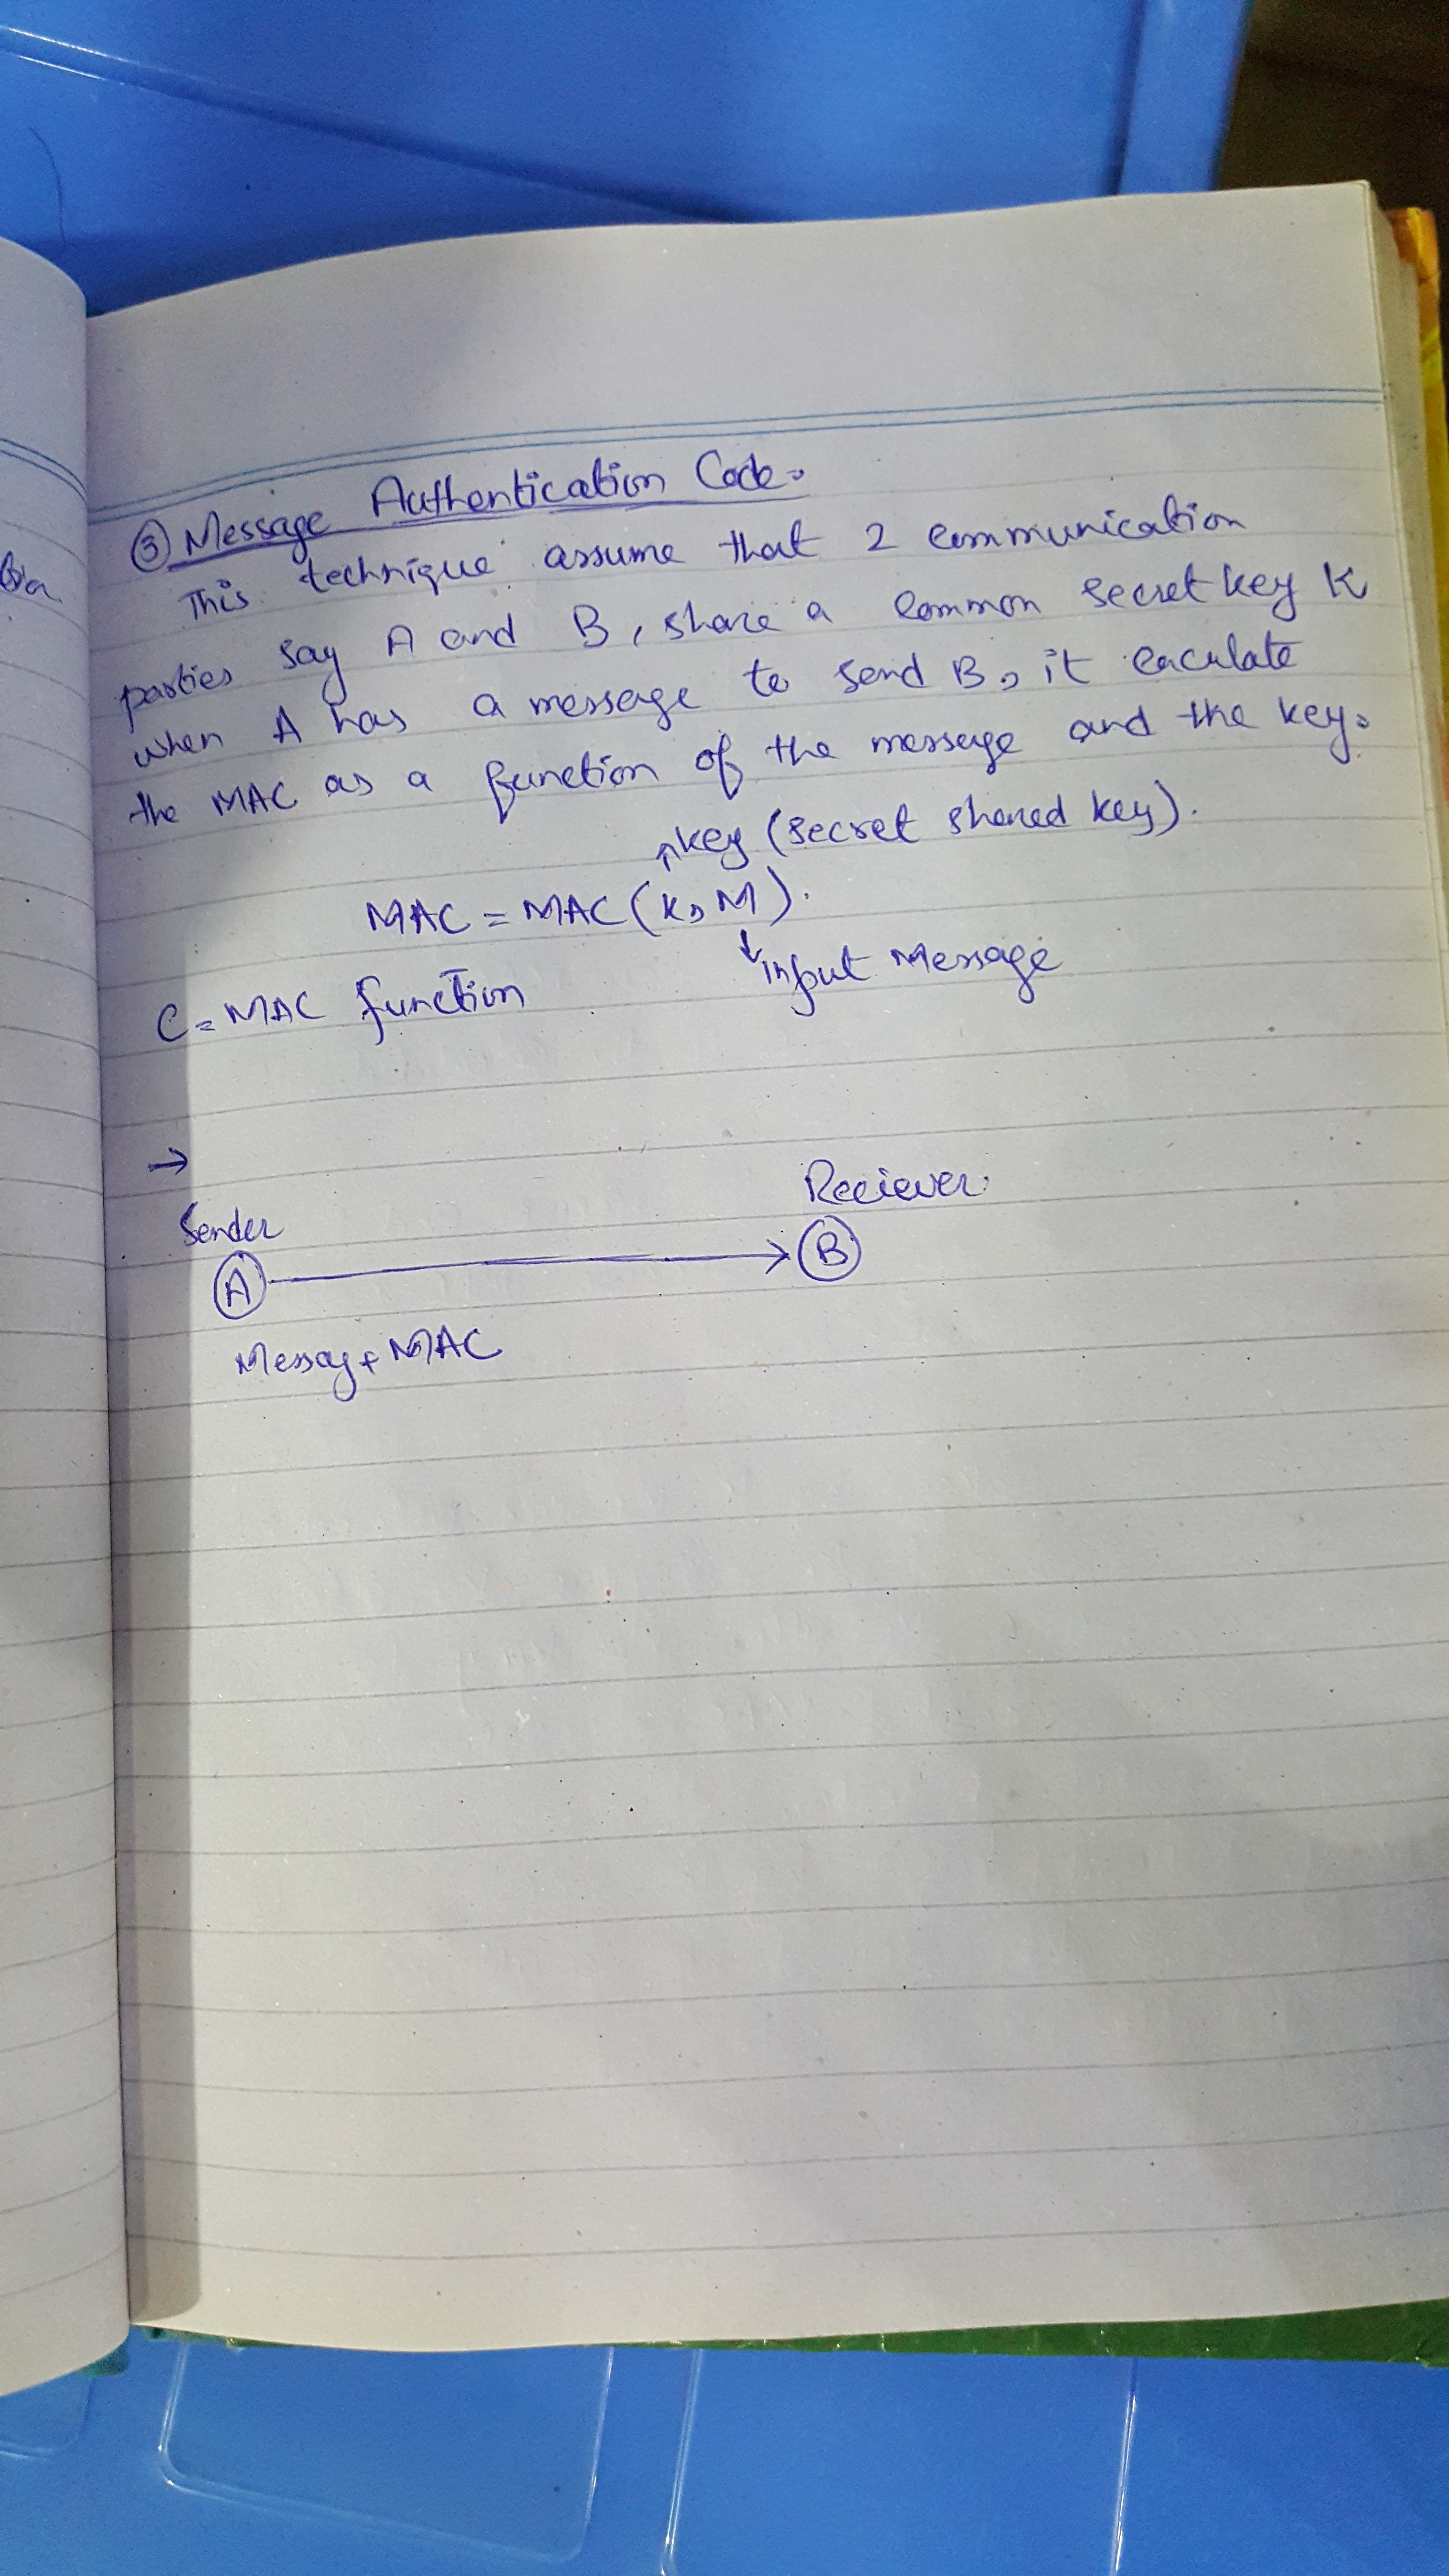 ③ Message Authentication Code.
This technique assume that 2 communication
parties say A and B, share a common secret key K
when A has a message to send B, it caculate
the MAC as a function of the message and the key.
key (secret shared key).
MAC = MAC (K, M).
input Message
C = MAC function
→
Reciever.
Sender
A → B
Messag + MAC